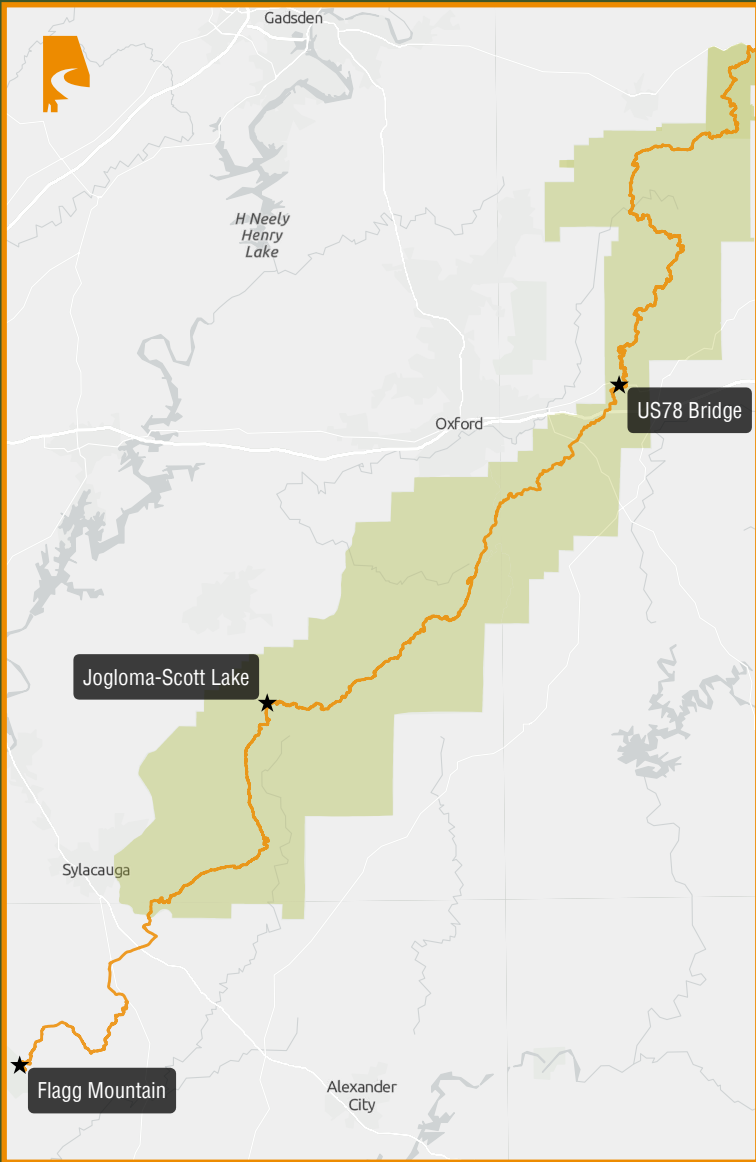 Gadsden
H Neely
Henry
Lake
US78 Bridge
Oxford
Jogloma-Scott Lake
Sylacauga
Flagg Mountain
Alexander
City